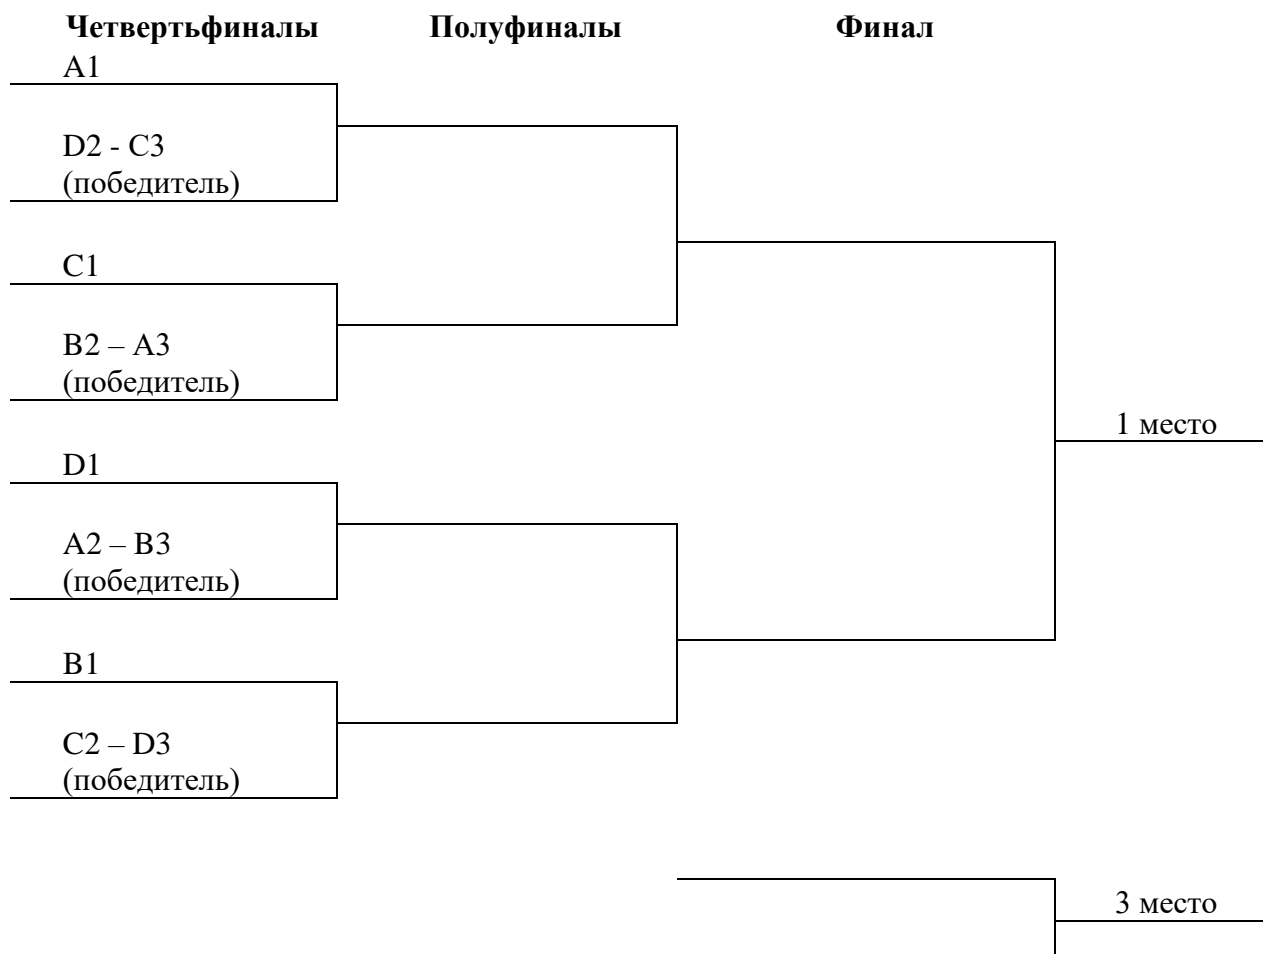 Четвертьфиналы Полуфиналы Финал
A1
D2 - C3
(победитель)
C1
B2 – A3
(победитель)
1 место
D1
A2 – B3
(победитель)
B1
C2 – D3
(победитель)
3 место